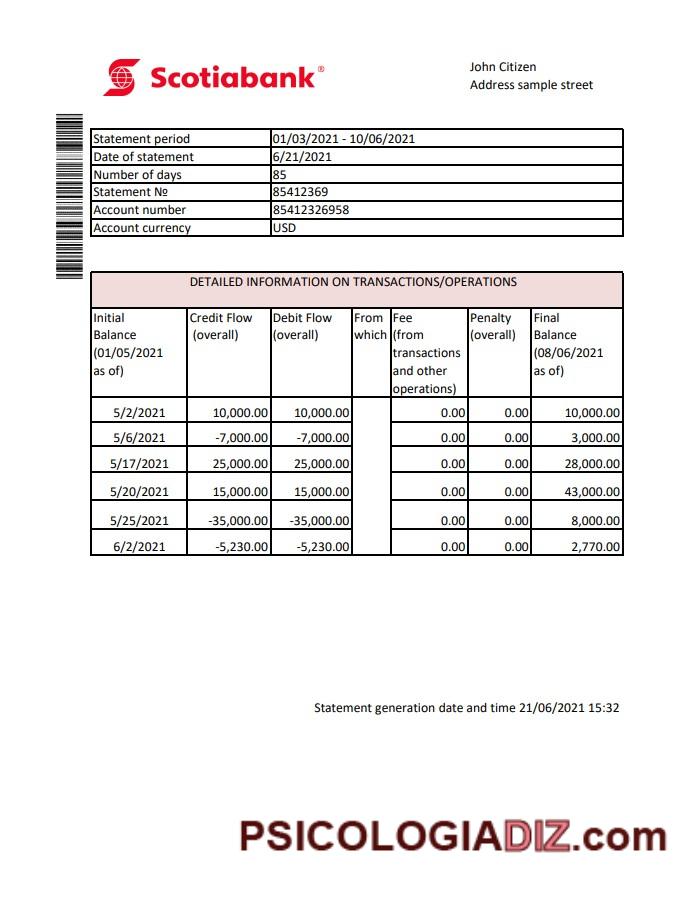 Scotiabank®
John Citizen
Address sample street
Statement period 01/03/2021 - 10/06/2021
Date of statement 6/21/2021
Number of days 85
Statement № 85412369
Account number 85412326958
Account currency USD
DETAILED INFORMATION ON TRANSACTIONS/OPERATIONS
Initial Balance (01/05/2021 as of) Credit Flow (overall) Debit Flow (overall) From which Fee (from transactions and other operations) Penalty (overall) Final Balance (08/06/2021 as of)
5/2/2021 10,000.00 10,000.00 0.00 0.00 10,000.00
5/6/2021 -7,000.00 -7,000.00 0.00 0.00 3,000.00
5/17/2021 25,000.00 25,000.00 0.00 0.00 28,000.00
5/20/2021 15,000.00 15,000.00 0.00 0.00 43,000.00
5/25/2021 -35,000.00 -35,000.00 0.00 0.00 8,000.00
6/2/2021 -5,230.00 -5,230.00 0.00 0.00 2,770.00
Statement generation date and time 21/06/2021 15:32
PSICOLOGIADIZ.com